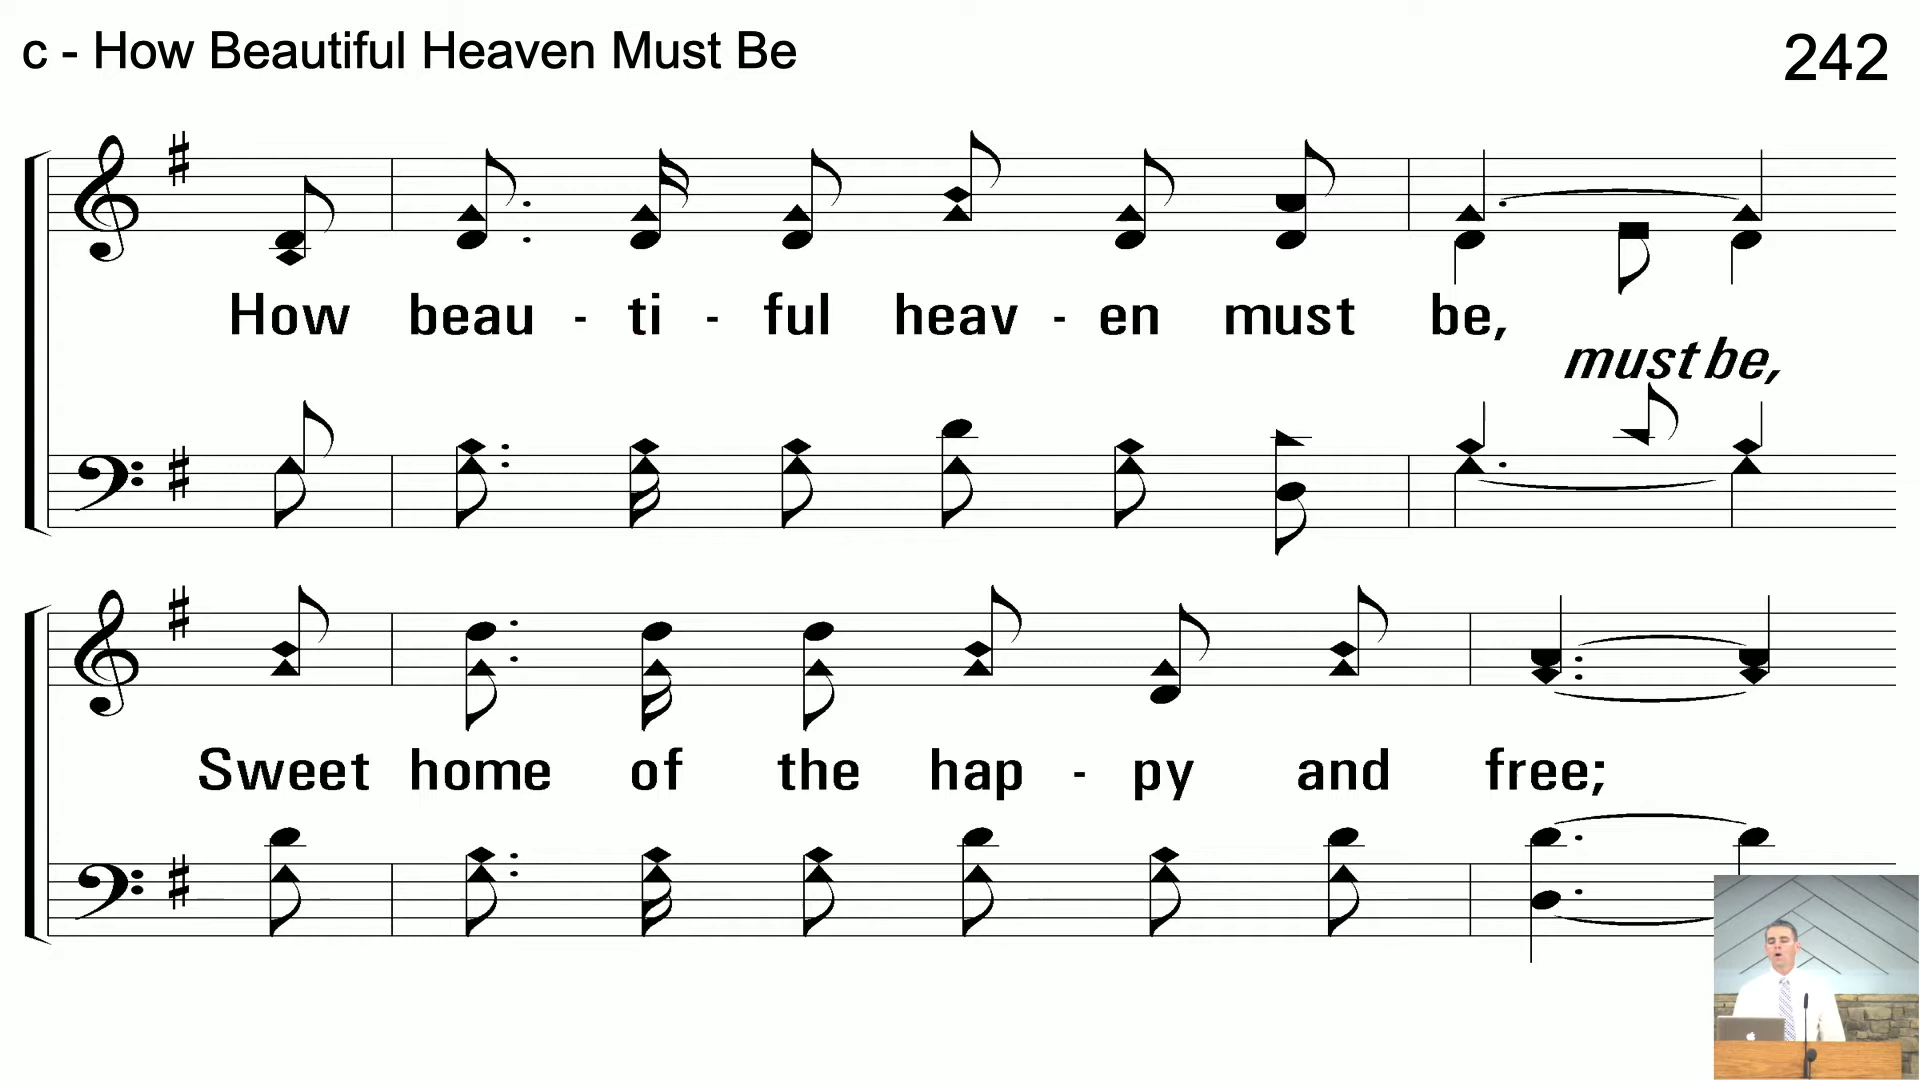 c - How Beautiful Heaven Must Be
242
How beau - ti - ful heav - en must be,
must be,
Sweet home of the hap - py and free;